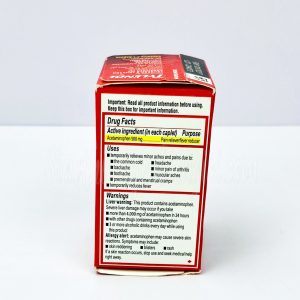 TYLENOL
Important: Read all product information before using.
Keep this box for important information.
Drug Facts
Active ingredient (in each caplet) Purpose
Acetaminophen 500 mg Pain reliever/fever reducer
Uses
▪ temporarily relieves minor aches and pains due to:
▪ the common cold ▪ headache
▪ backache ▪ minor pain of arthritis
▪ toothache ▪ muscular aches
▪ premenstrual and menstrual cramps
▪ temporarily reduces fever
Warnings
Liver warning: This product contains acetaminophen.
Severe liver damage may occur if you take
▪ more than 4,000 mg of acetaminophen in 24 hours
▪ with other drugs containing acetaminophen
▪ 3 or more alcoholic drinks every day while using
this product
Allergy alert: acetaminophen may cause severe skin
reactions. Symptoms may include:
▪ skin reddening ▪ blisters ▪ rash
If a skin reaction occurs, stop use and seek medical help
right away.